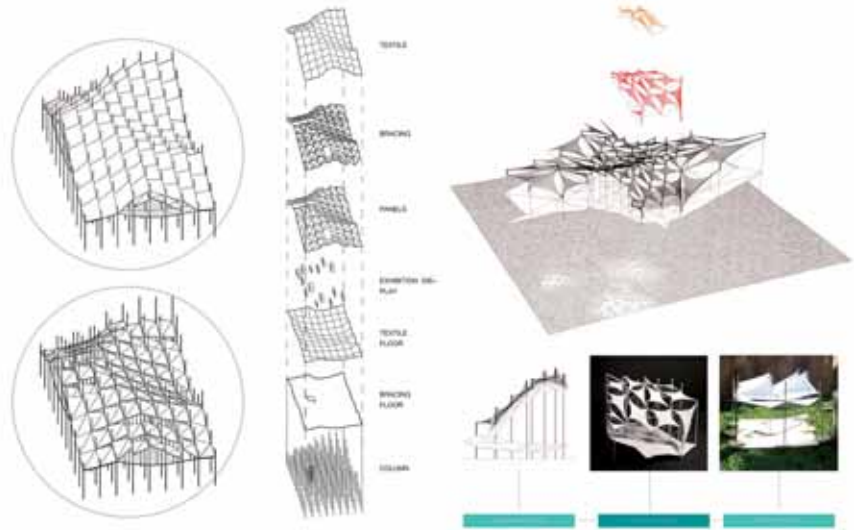 TEXTILE
BRACING
PANELS
EXHIBITION DIS-
PLAY
TEXTILE
FLOOR
BRACING
FLOOR
COLUMN